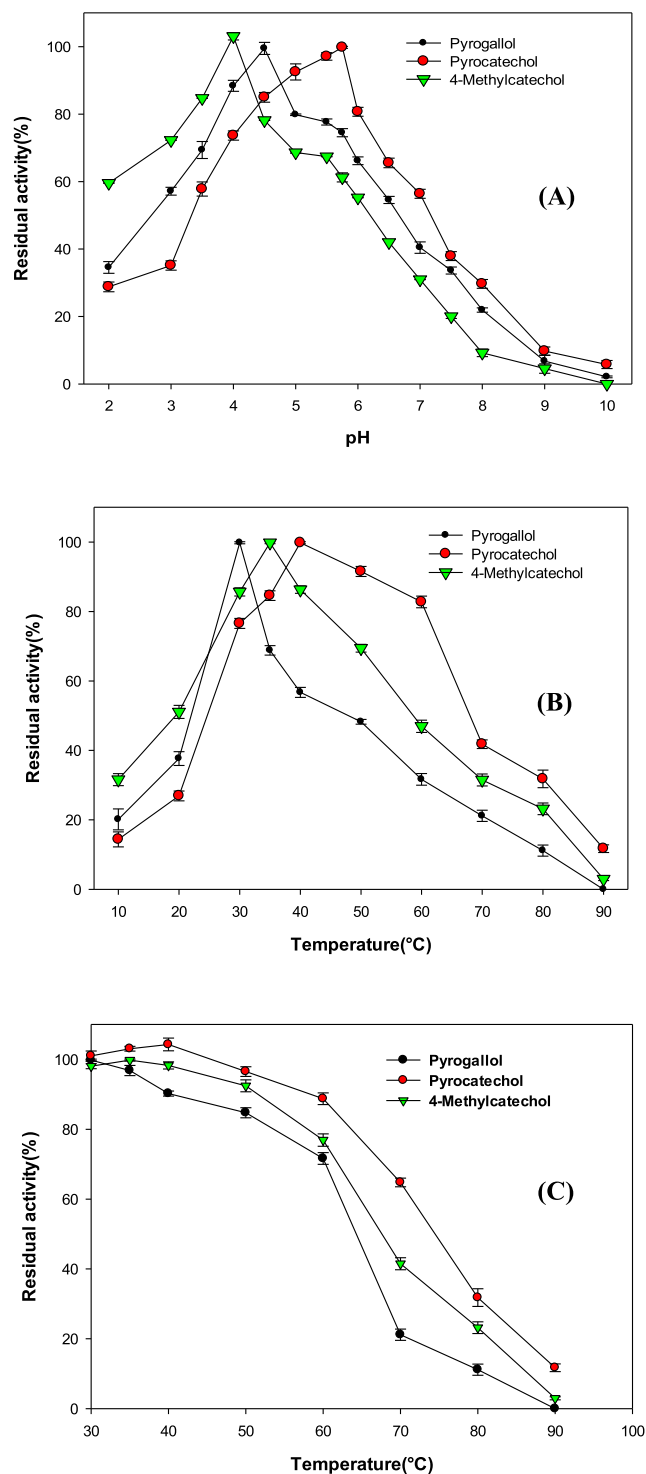 100
80
60
40
20
0
Residual activity(%)
Pyrogallol
Pyrocatechol
4-Methylcatechol
(A)
2 3 4 5 6 7 8 9 10
pH
100
80
60
40
20
0
Residual activity(%)
Pyrogallol
Pyrocatechol
4-Methylcatechol
(B)
10 20 30 40 50 60 70 80 90
Temperature(°C)
100
80
60
40
20
0
Residual activity(%)
Pyrogallol
Pyrocatechol
4-Methylcatechol
(C)
30 40 50 60 70 80 90 100
Temperature(°C)